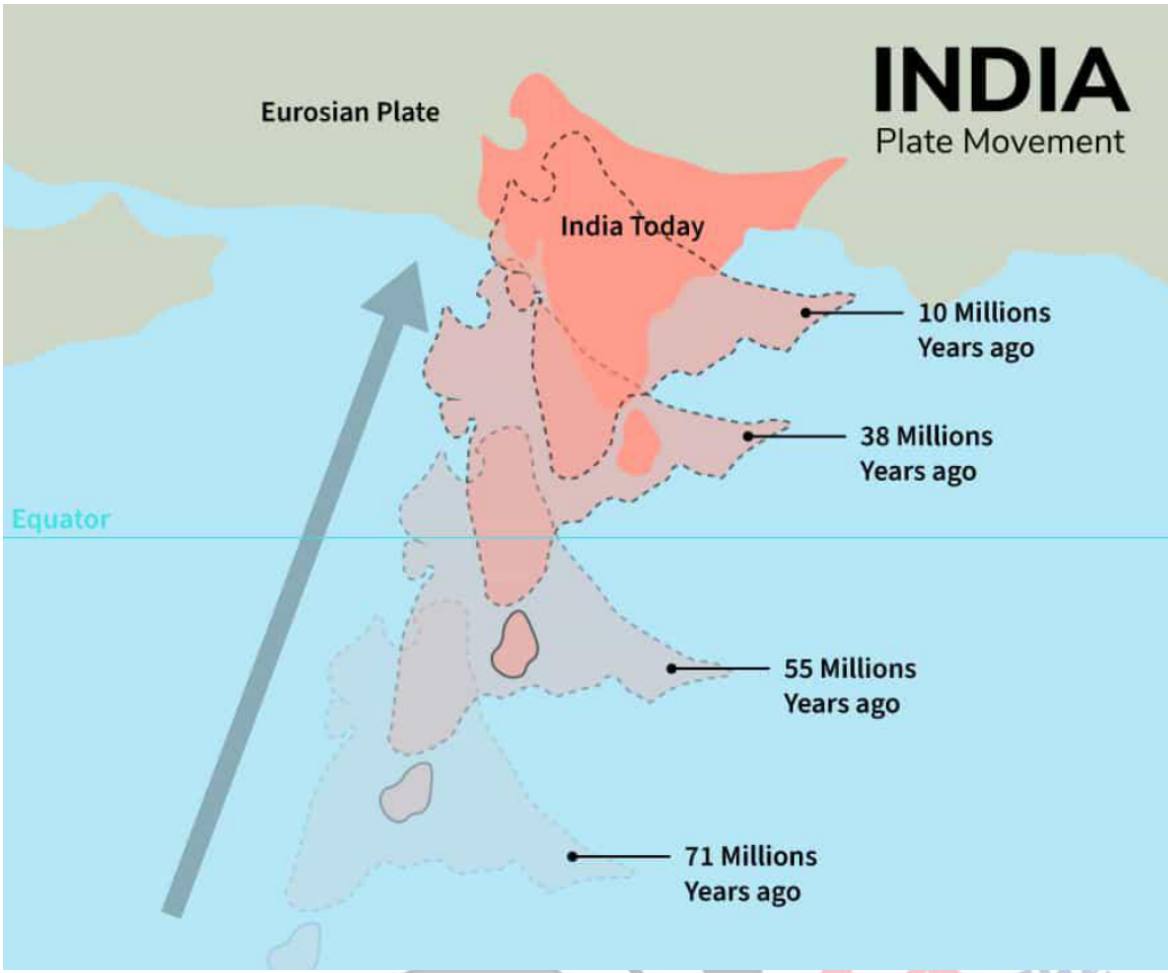 INDIA
Plate Movement
Eurosian Plate
India Today
10 Millions
Years ago
38 Millions
Years ago
Equator
55 Millions
Years ago
71 Millions
Years ago